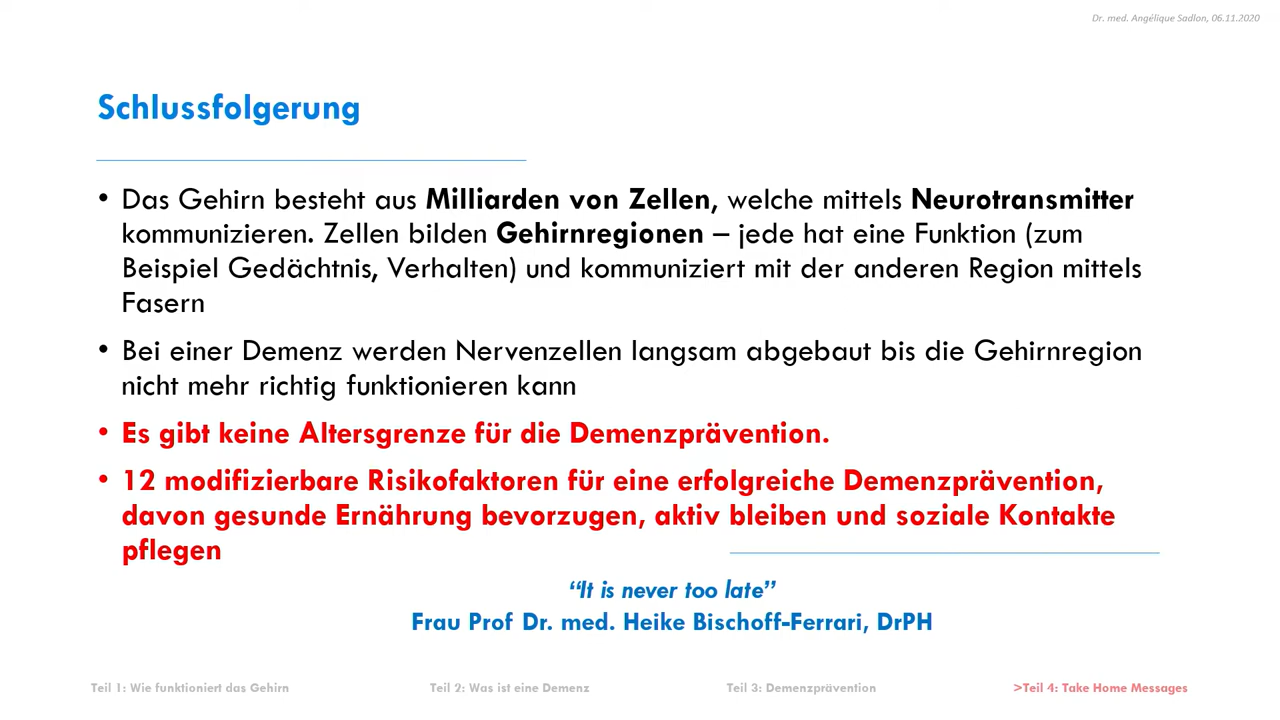 Dr. med. Angélique Sadlon, 06.11.2020
Schlussfolgerung
• Das Gehirn besteht aus Milliarden von Zellen, welche mittels Neurotransmitter
kommunizieren. Zellen bilden Gehirnregionen – jede hat eine Funktion (zum
Beispiel Gedächtnis, Verhalten) und kommuniziert mit der anderen Region mittels
Fasern
• Bei einer Demenz werden Nervenzellen langsam abgebaut bis die Gehirnregion
nicht mehr richtig funktionieren kann
• Es gibt keine Altersgrenze für die Demenzprävention.
• 12 modifizierbare Risikofaktoren für eine erfolgreiche Demenzprävention,
davon gesunde Ernährung bevorzugen, aktiv bleiben und soziale Kontakte
pflegen
“It is never too late”
Frau Prof Dr. med. Heike Bischoff-Ferrari, DrPH
Teil 1: Wie funktioniert das Gehirn
Teil 2: Was ist eine Demenz
Teil 3: Demenzprävention
>Teil 4: Take Home Messages